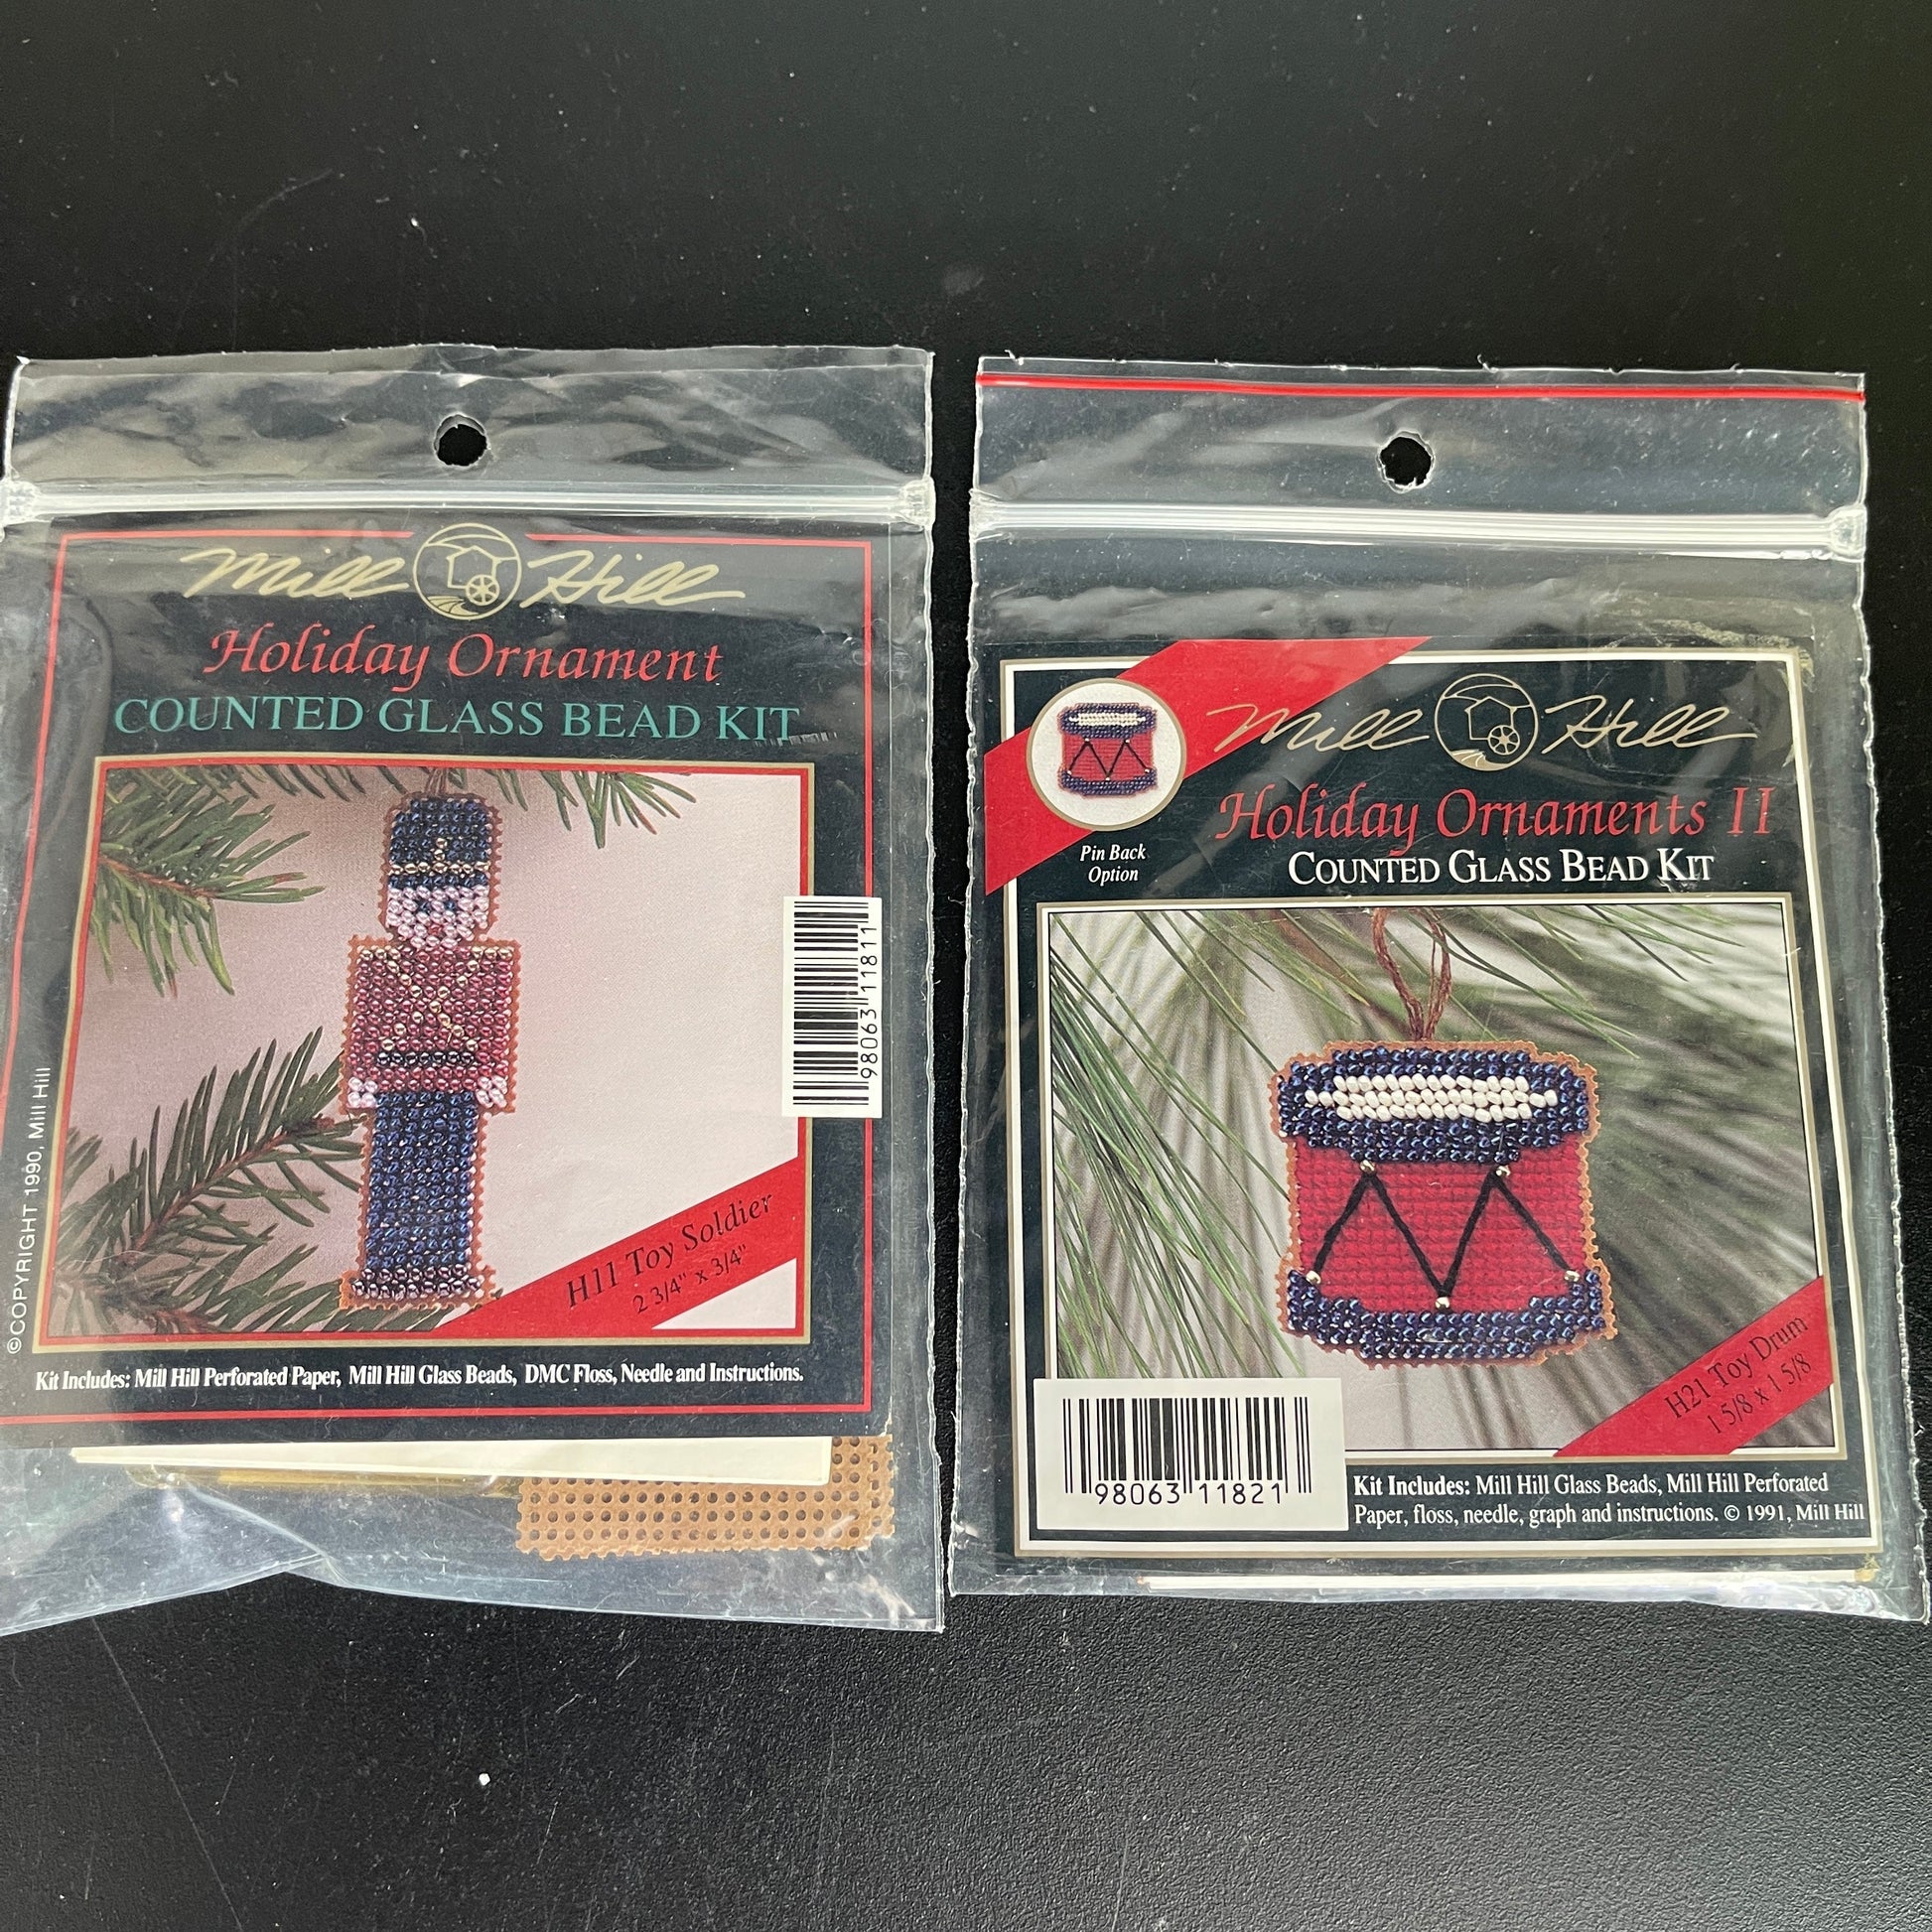 Mill Hill
Holiday Ornament
COUNTED GLASS BEAD KIT
98063 11811
H11 Toy Soldier
2 3/4" x 3/4"
©COPYRIGHT 1990, Mill Hill
Kit Includes: Mill Hill Perforated Paper, Mill Hill Glass Beads, DMC Floss, Needle and Instructions.
Mill Hill
Holiday Ornaments II
COUNTED GLASS BEAD KIT
Pin Back
Option
H21 Toy Drum
1 5/8 x 1 5/8
98063 11821
Kit Includes: Mill Hill Glass Beads, Mill Hill Perforated
Paper, floss, needle, graph and instructions. © 1991, Mill Hill